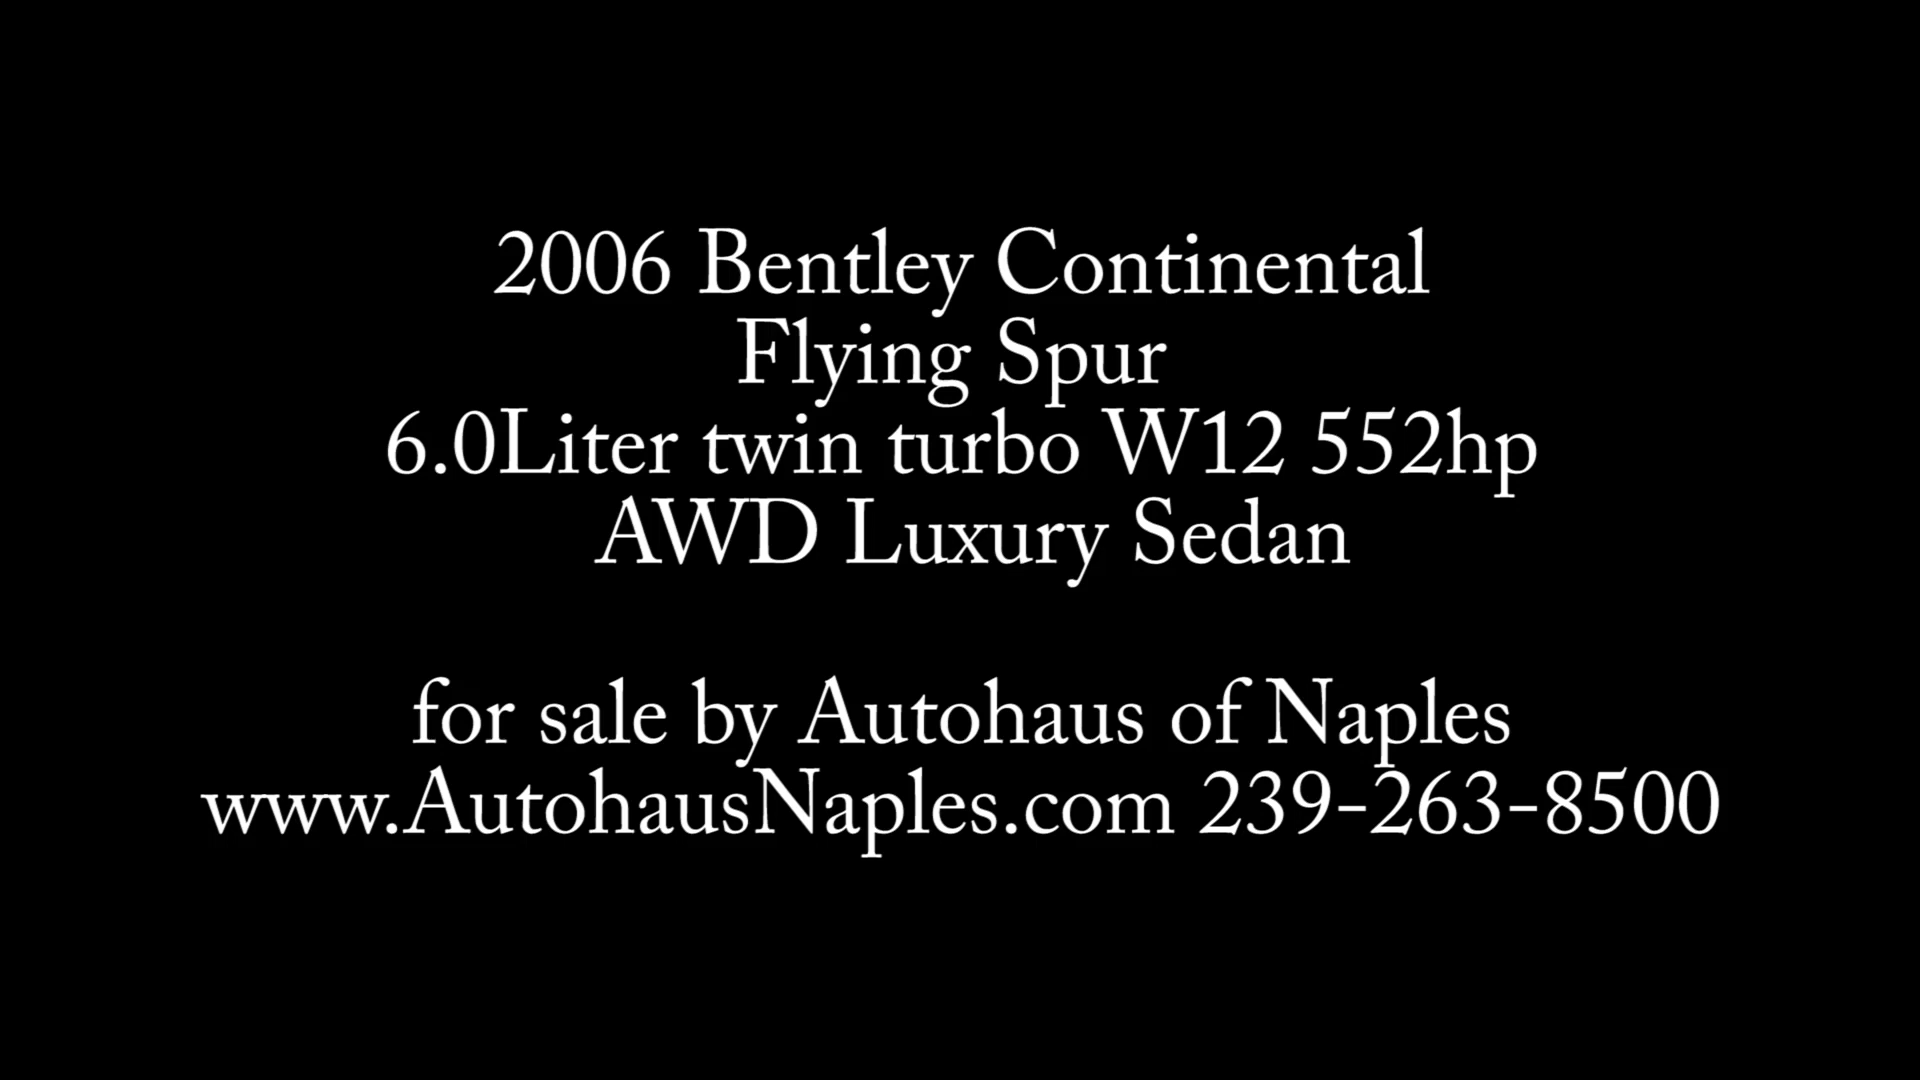 2006 Bentley Continental
Flying Spur
6.0Liter twin turbo W12 552hp
AWD Luxury Sedan
for sale by Autohaus of Naples
www.AutohausNaples.com 239-263-8500